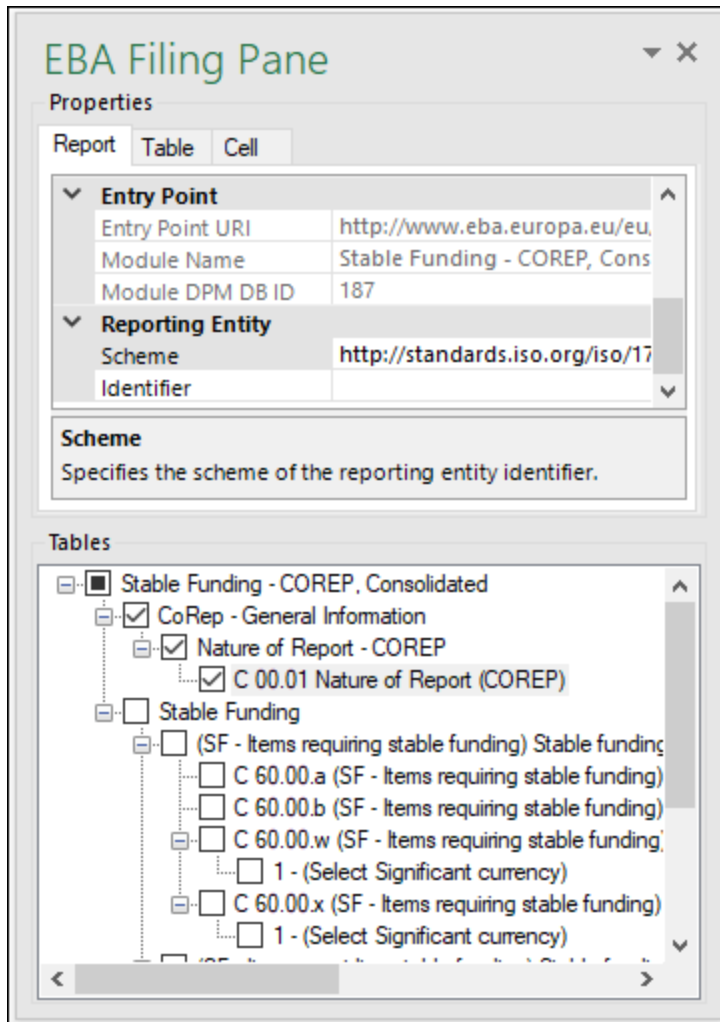 EBA Filing Pane
Properties
Report Table Cell
Entry Point
Entry Point URI http://www.eba.europa.eu/eu
Module Name Stable Funding - COREP, Cons
Module DPM DB ID 187
Reporting Entity
Scheme http://standards.iso.org/iso/17
Identifier
Scheme
Specifies the scheme of the reporting entity identifier.
Tables
Stable Funding - COREP, Consolidated
CoRep - General Information
Nature of Report - COREP
C 00.01 Nature of Report (COREP)
Stable Funding
(SF - Items requiring stable funding) Stable funding
C 60.00.a (SF - Items requiring stable funding)
C 60.00.b (SF - Items requiring stable funding)
C 60.00.w (SF - Items requiring stable funding)
1 - (Select Significant currency)
C 60.00.x (SF - Items requiring stable funding)
1 - (Select Significant currency)